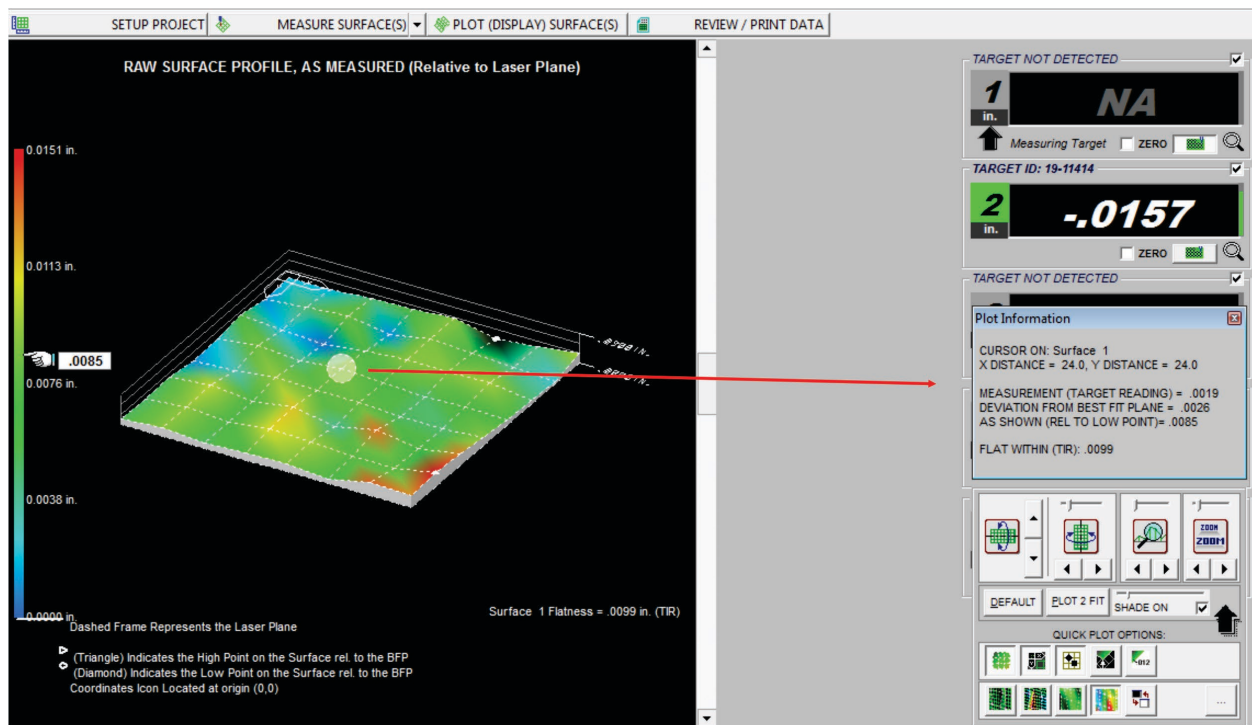 SETUP PROJECT
MEASURE SURFACE(S)
PLOT (DISPLAY) SURFACE(S)
REVIEW / PRINT DATA
RAW SURFACE PROFILE, AS MEASURED (Relative to Laser Plane)
0.0151 in.
0.0113 in.
.0085
0.0076 in.
0.0038 in.
0.0000 in.
Surface 1 Flatness = .0099 in. (TIR)
Dashed Frame Represents the Laser Plane
(Triangle) Indicates the High Point on the Surface rel. to the BFP
(Diamond) Indicates the Low Point on the Surface rel. to the BFP
Coordinates Icon Located at origin (0,0)
TARGET NOT DETECTED
1
in.
NA
Measuring Target
ZERO
TARGET ID: 19-11414
2
in.
-.0157
ZERO
TARGET NOT DETECTED
Plot Information
CURSOR ON: Surface 1
X DISTANCE = 24.0, Y DISTANCE = 24.0
MEASUREMENT (TARGET READING) = .0019
DEVIATION FROM BEST FIT PLANE = .0026
AS SHOWN (REL TO LOW POINT)= .0085
FLAT WITHIN (TIR): .0099
ZOOM
ZOOM
DEFAULT
PLOT 2 FIT
SHADE ON
QUICK PLOT OPTIONS:
-.012
...